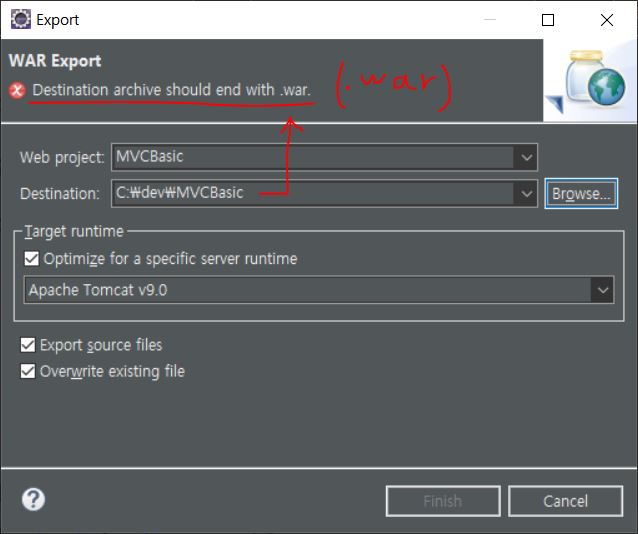 Export
WAR Export
Destination archive should end with .war.
(.war)
Web project: MVCBasic
Destination: C:₩dev₩MVCBasic
Browse...
Target runtime
Optimize for a specific server runtime
Apache Tomcat v9.0
Export source files
Overwrite existing file
?
Finish
Cancel